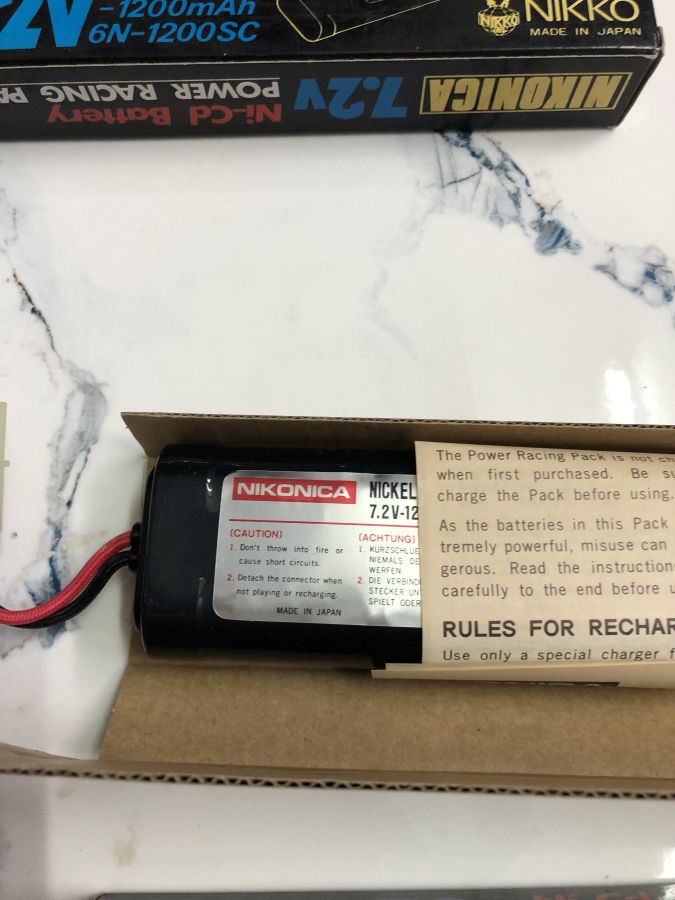 -1200mAh
6N-1200SC
NIKKO
MADE IN JAPAN
NIKONICA 7.2V Ni-Cd Battery
POWER RACING
NIKONICA
NICKEL
7.2V-12
[CAUTION]
1. Don't throw into fire or
cause short circuits.
2. Detach the connector when
not playing or recharging.
MADE IN JAPAN
[ACHTUNG]
1. KURZSCHLUE
NIEMALS DE
WERFEN
2. DIE VERBIND
STECKER UN
SPIELT ODER
The Power Racing Pack is not ch
when first purchased. Be su
charge the Pack before using.
As the batteries in this Pack
tremely powerful, misuse can
gerous. Read the instruction
carefully to the end before u
RULES FOR RECHAR
Use only a special charger f